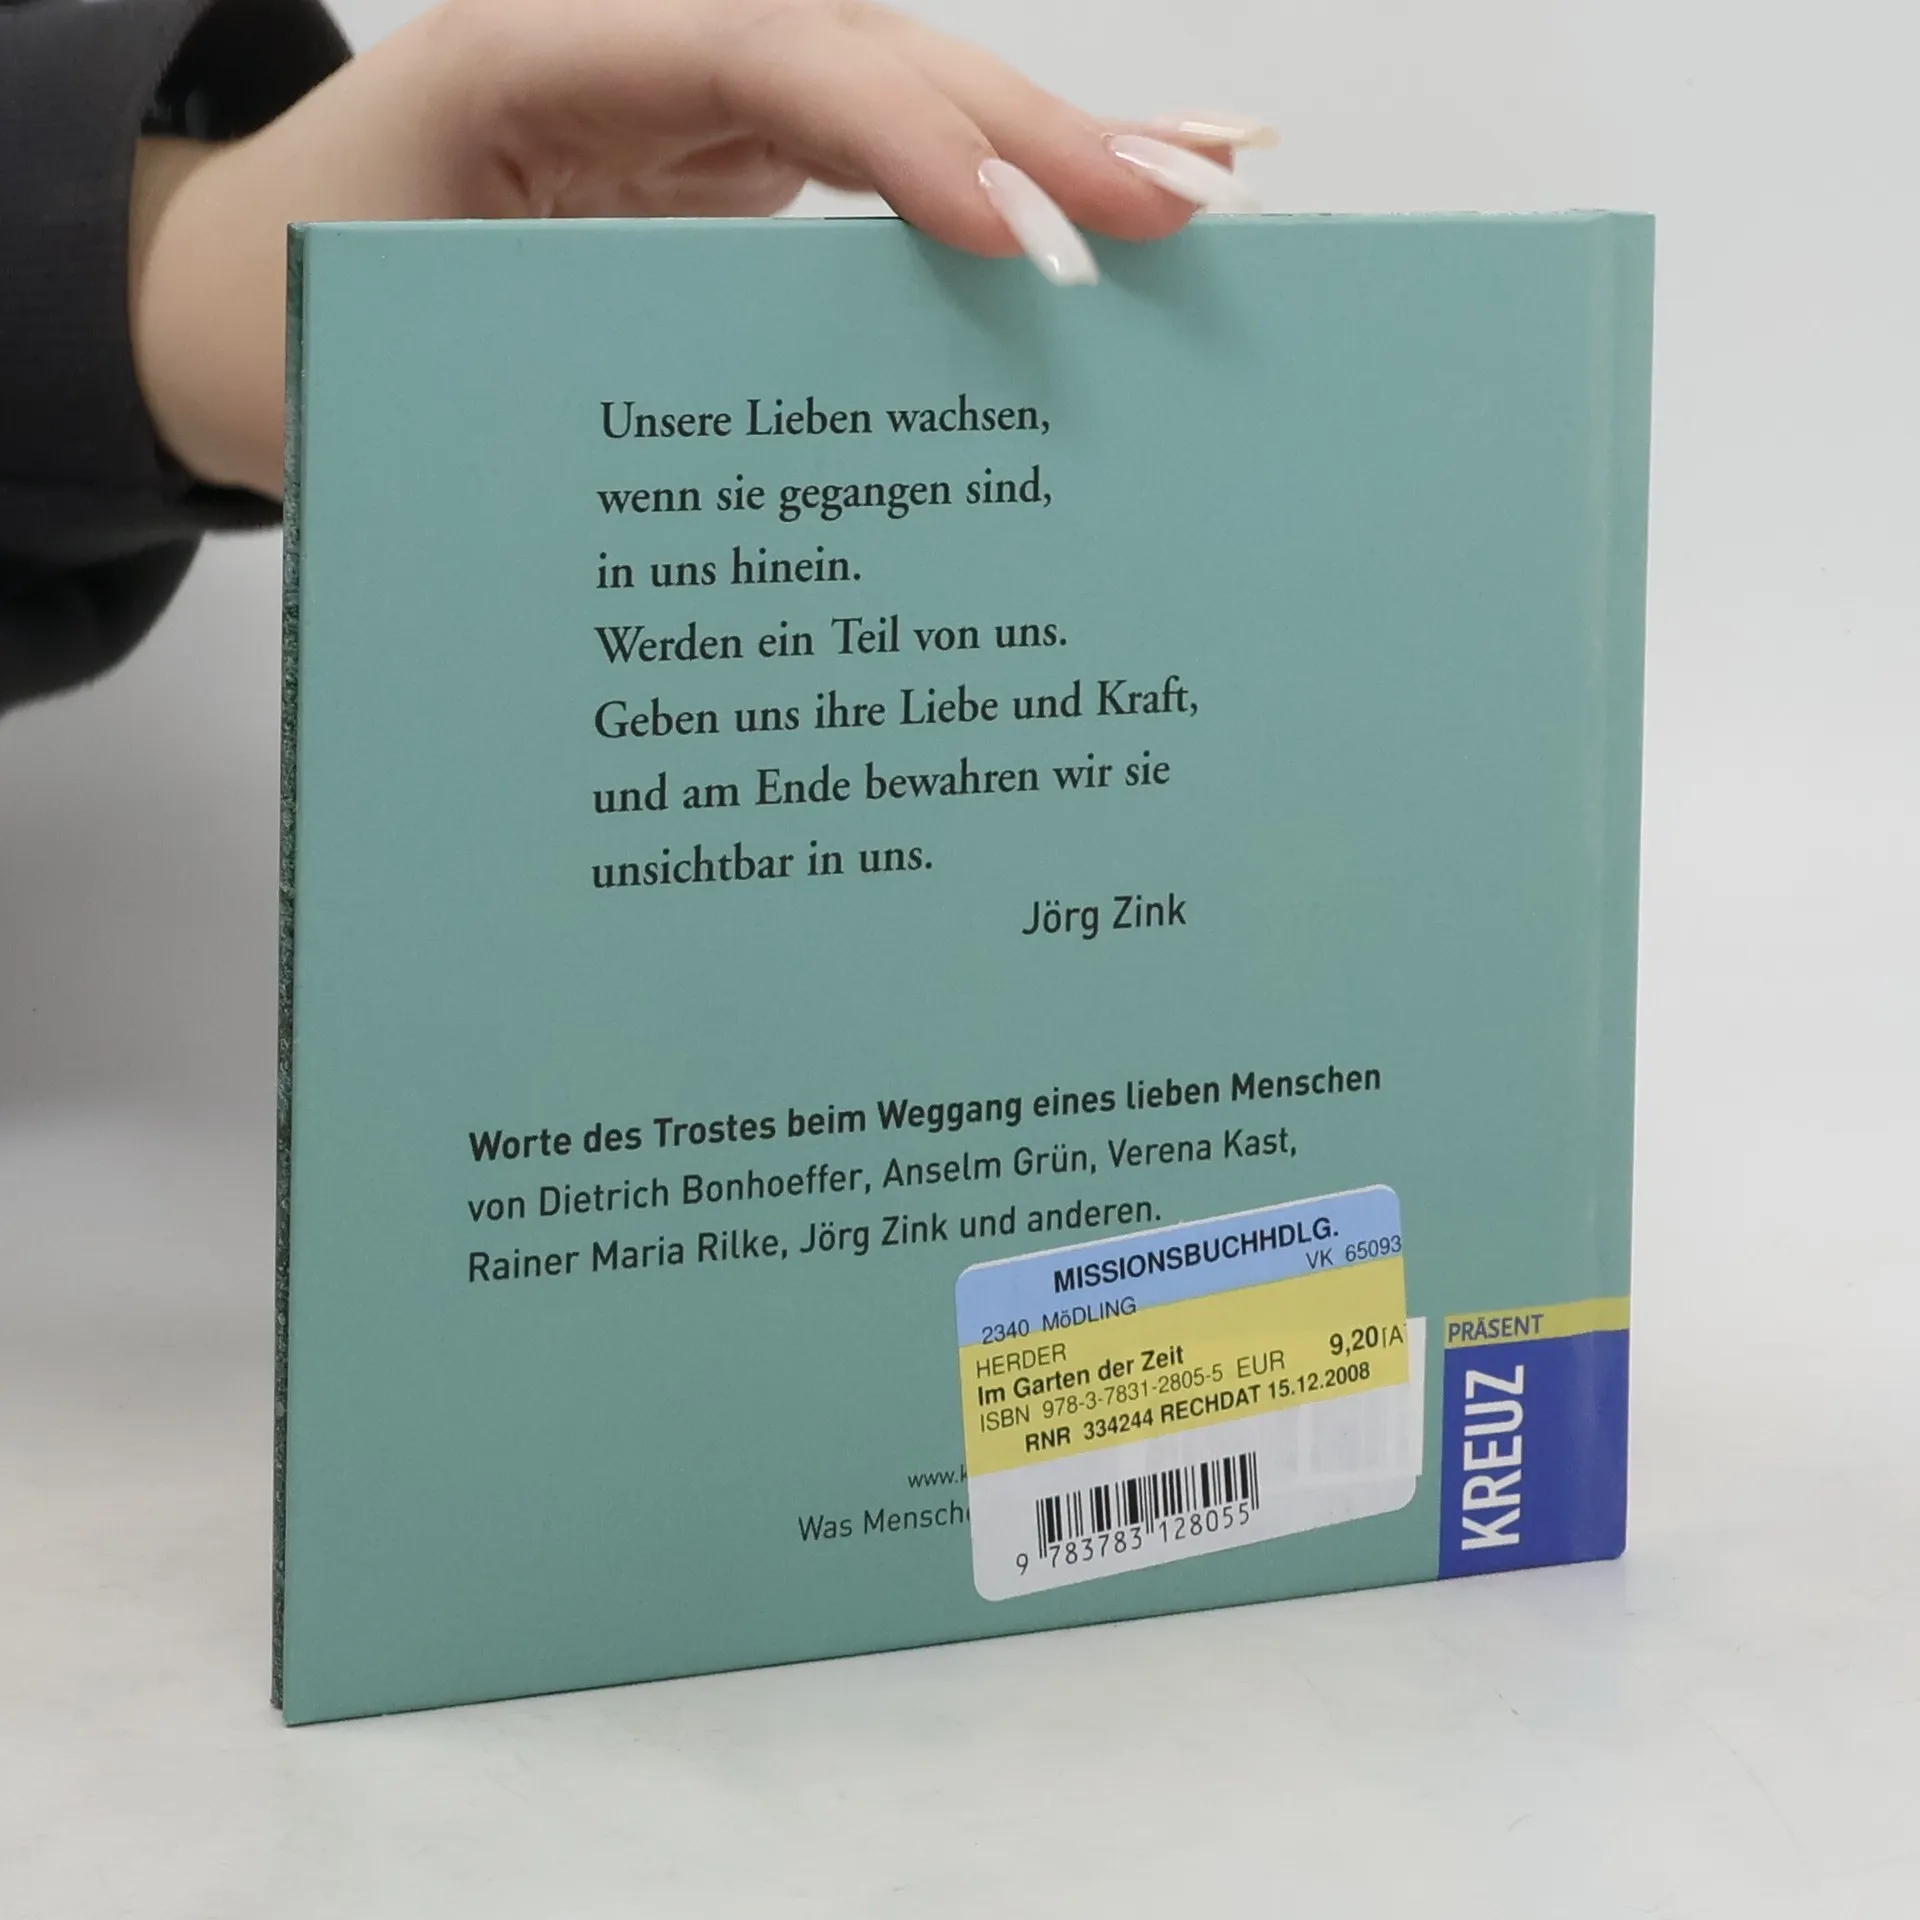 Unsere Lieben wachsen,
wenn sie gegangen sind,
in uns hinein.
Werden ein Teil von uns.
Geben uns ihre Liebe und Kraft,
und am Ende bewahren wir sie
unsichtbar in uns.
Jörg Zink
Worte des Trostes beim Weggang eines lieben Menschen
von Dietrich Bonhoeffer, Anselm Grün, Verena Kast,
Rainer Maria Rilke, Jörg Zink und anderen.
MISSIONSBUCHHDLG.
VK 65093
2340 MöDLING
HERDER
Im Garten der Zeit 9,20[A
ISBN 978-3-7831-2805-5 EUR
RNR 334244 RECHDAT 15.12.2008
9 783783 128055
www.k
Was Mensch
PRÄSENT
KREUZ